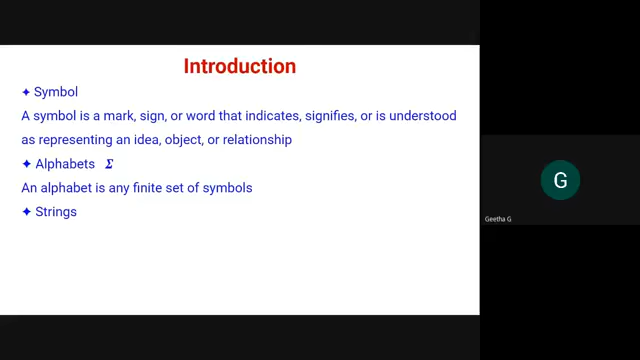 Introduction
✦ Symbol
A symbol is a mark, sign, or word that indicates, signifies, or is understood
as representing an idea, object, or relationship
✦ Alphabets Σ
An alphabet is any finite set of symbols
✦ Strings
G
Geetha G